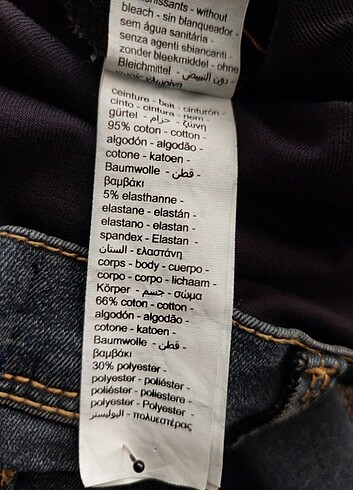 blanchissants - without
bleach - sin blanqueador -
sem água sanitária -
senza agenti sbiancanti -
zonder bleekmiddel - ohne
Bleichmittel - دون التبييض -
χωρίς χλωρίνη
ceinture - belt - cinturón -
cinto - cintura - riem -
gürtel - حزام - ζώνη
95% coton - cotton -
algodón - algodão -
cotone - katoen -
Baumwolle - قطن -
βαμβάκι
5% elasthanne -
elastane - elastán -
elastano - elastan -
spandex - Elastan -
ελαστάνη - الستان
corps - body - cuerpo -
corpo - corpo - lichaam -
Körper - جسم - σώμα
66% coton - cotton -
algodón - algodão -
cotone - katoen -
Baumwolle - قطن -
βαμβάκι
30% polyester -
polyester - poliéster -
poliestere - poliéster -
polyester - Polyester -
πολυεστέρας - البوليستر